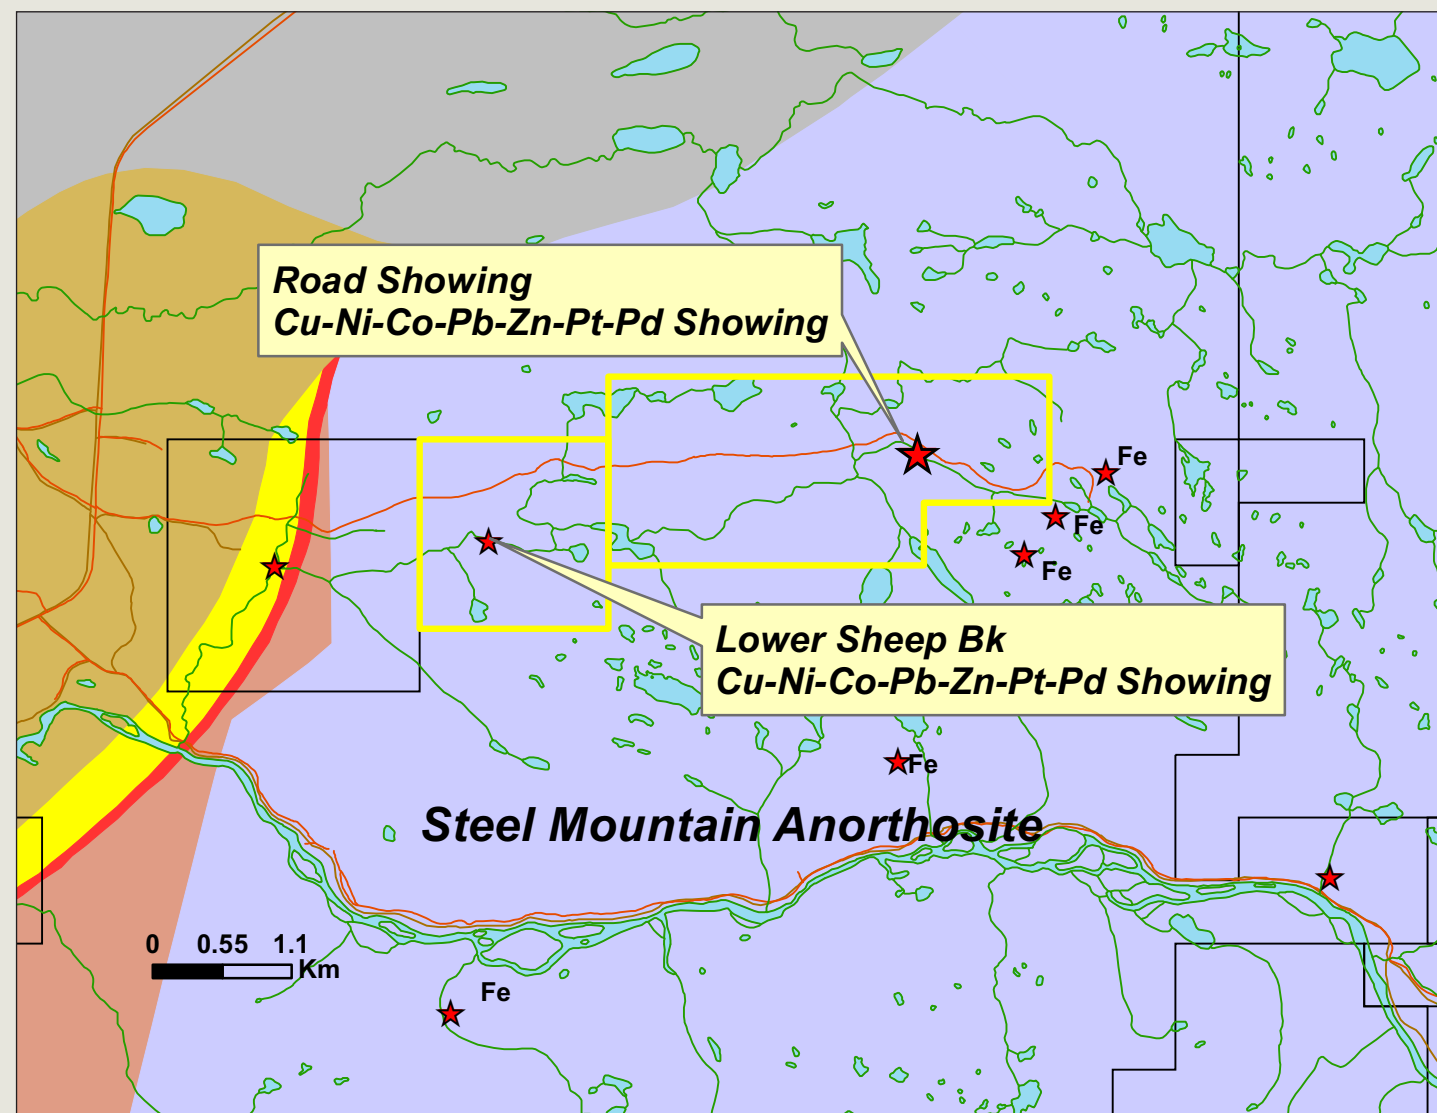 Road Showing
Cu-Ni-Co-Pb-Zn-Pt-Pd Showing
Fe
Fe
Fe
Lower Sheep Bk
Cu-Ni-Co-Pb-Zn-Pt-Pd Showing
Fe
Steel Mountain Anorthosite
0 0.55 1.1
Km
Fe